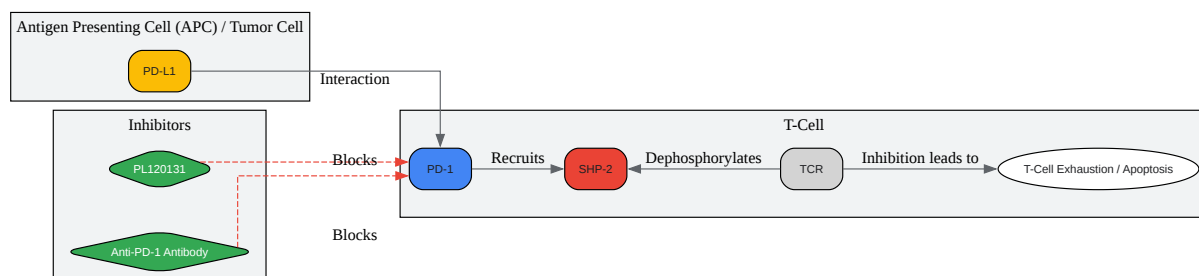 Antigen Presenting Cell (APC) / Tumor Cell
PD-L1
Interaction
Inhibitors
T-Cell
PL120131
Blocks
PD-1
Recruits
SHP-2
Dephosphorylates
TCR
Inhibition leads to
T-Cell Exhaustion / Apoptosis
Blocks
Anti-PD-1 Antibody